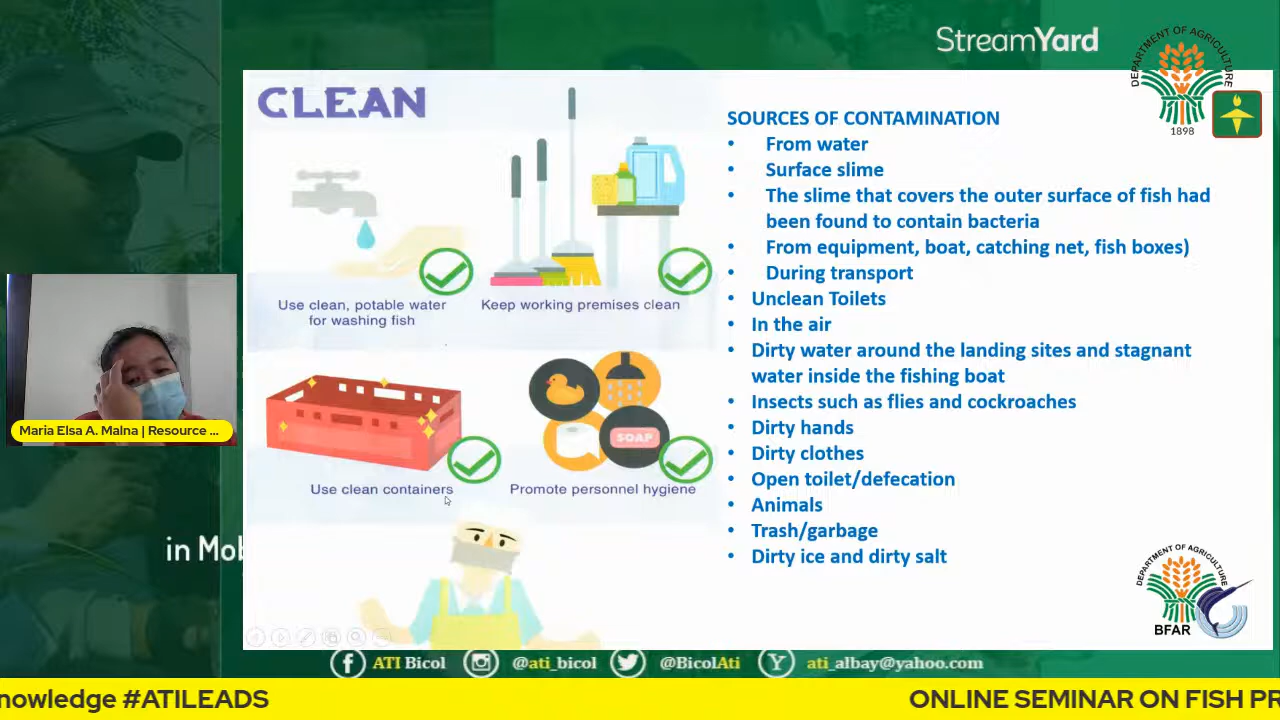 StreamYard
DEPARTMENT OF AGRICULTURE
1898
CLEAN
Use clean, potable water
for washing fish
Keep working premises clean
Use clean containers
SOAP
Promote personnel hygiene
SOURCES OF CONTAMINATION
• From water
• Surface slime
• The slime that covers the outer surface of fish had
been found to contain bacteria
• From equipment, boat, catching net, fish boxes)
• During transport
• Unclean Toilets
• In the air
• Dirty water around the landing sites and stagnant
water inside the fishing boat
• Insects such as flies and cockroaches
• Dirty hands
• Dirty clothes
• Open toilet/defecation
• Animals
• Trash/garbage
• Dirty ice and dirty salt
Maria Elsa A. Malna | Resource ...
in Mob
DEPARTMENT OF AGRICULTURE
BFAR
ATI Bicol
@ati_bicol
@BicolAti
ati_albay@yahoo.com
nowledge #ATILEADS
ONLINE SEMINAR ON FISH PR